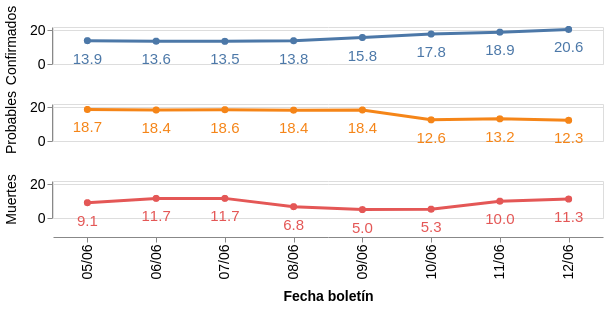 Confirmados
20
0
13.9 13.6 13.5 13.8 15.8 17.8 18.9 20.6
Probables
20
0
18.7 18.4 18.6 18.4 18.4 12.6 13.2 12.3
Muertes
20
0
9.1 11.7 11.7 6.8 5.0 5.3 10.0 11.3
05/06 06/06 07/06 08/06 09/06 10/06 11/06 12/06
Fecha boletín